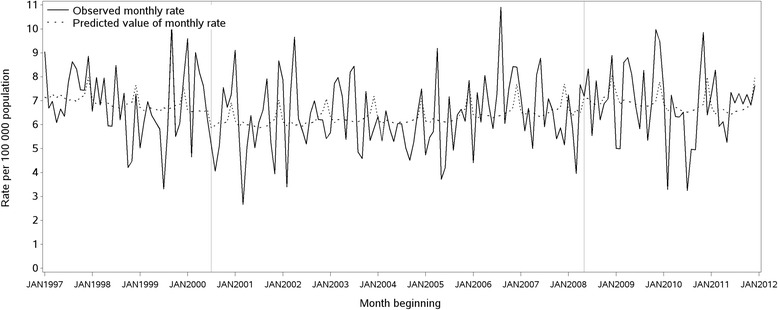 Observed monthly rate
Predicted value of monthly rate
Rate per 100 000 population
11
10
9
8
7
6
5
4
3
2
1
0
JAN1997 JAN1998 JAN1999 JAN2000 JAN2001 JAN2002 JAN2003 JAN2004 JAN2005 JAN2006 JAN2007 JAN2008 JAN2009 JAN2010 JAN2011 JAN2012
Month beginning